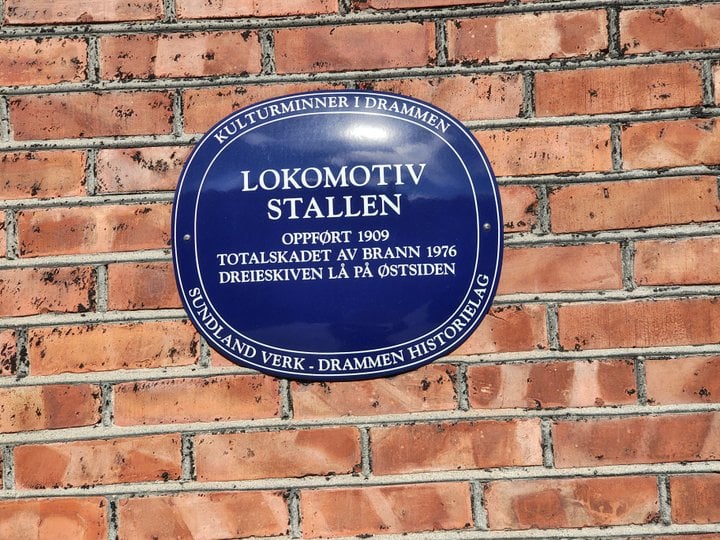 KULTURMINNER I DRAMMEN
LOKOMOTIV
STALLEN
OPPFØRT 1909
TOTALSKADET AV BRANN 1976
DREIESKIVEN LÅ PÅ ØSTSIDEN
SUNDLAND VERK - DRAMMEN HISTORIELAG